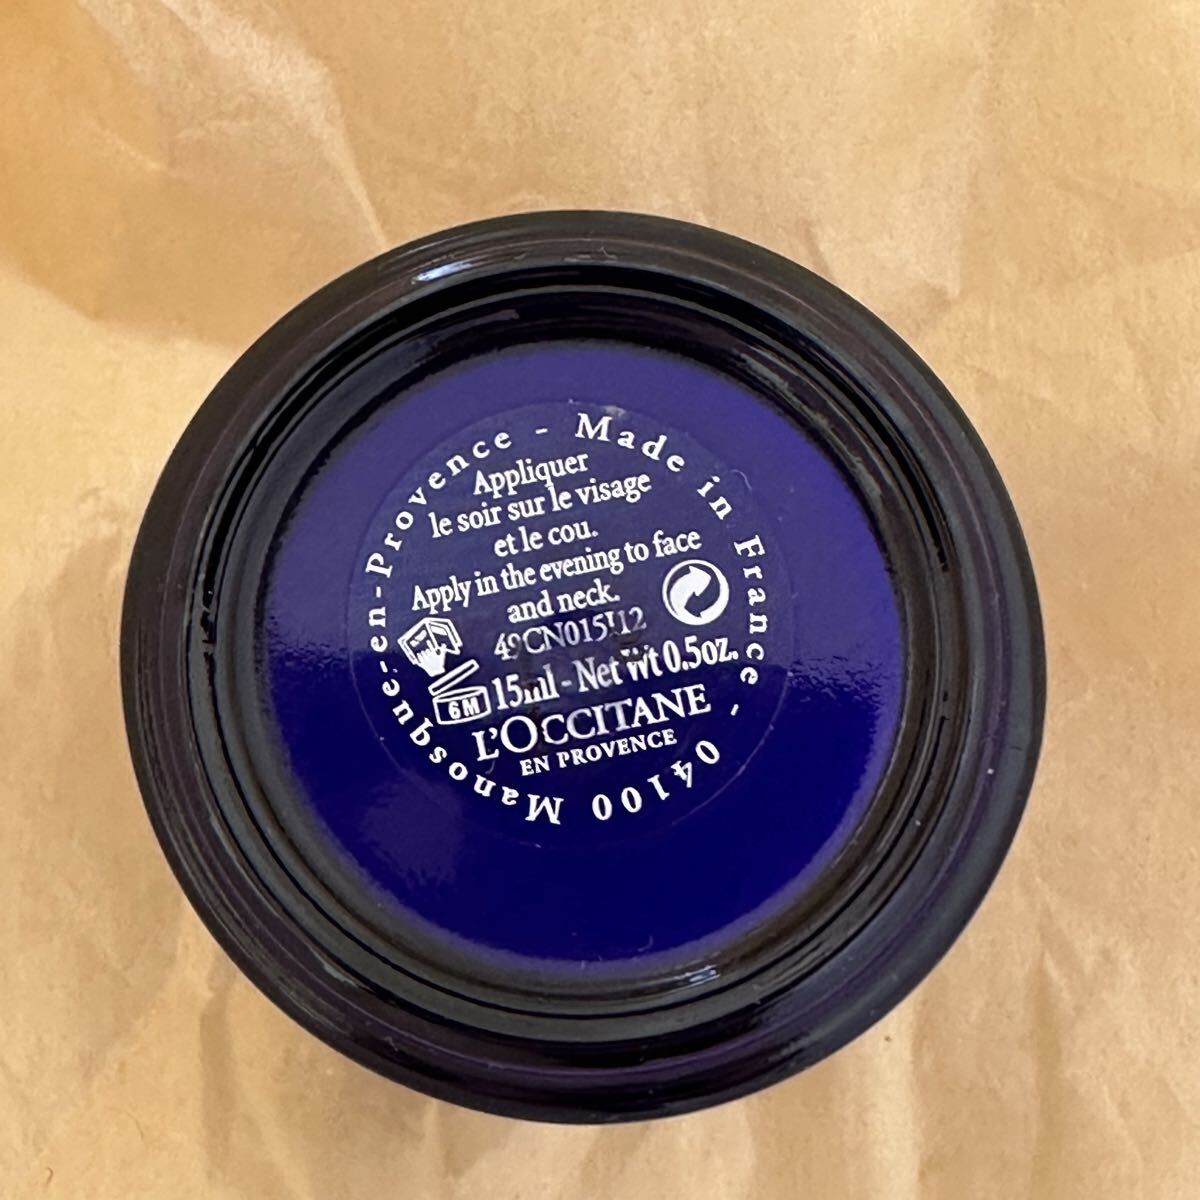 Appliquer
le soir sur le visage
et le cou.
Apply in the evening to face
and neck.
49CN015I12
6M 15ml - Net Wt 0.5oz.
L'OCCITANE
EN PROVENCE
04100 Manosque-en-Provence - Made in France -